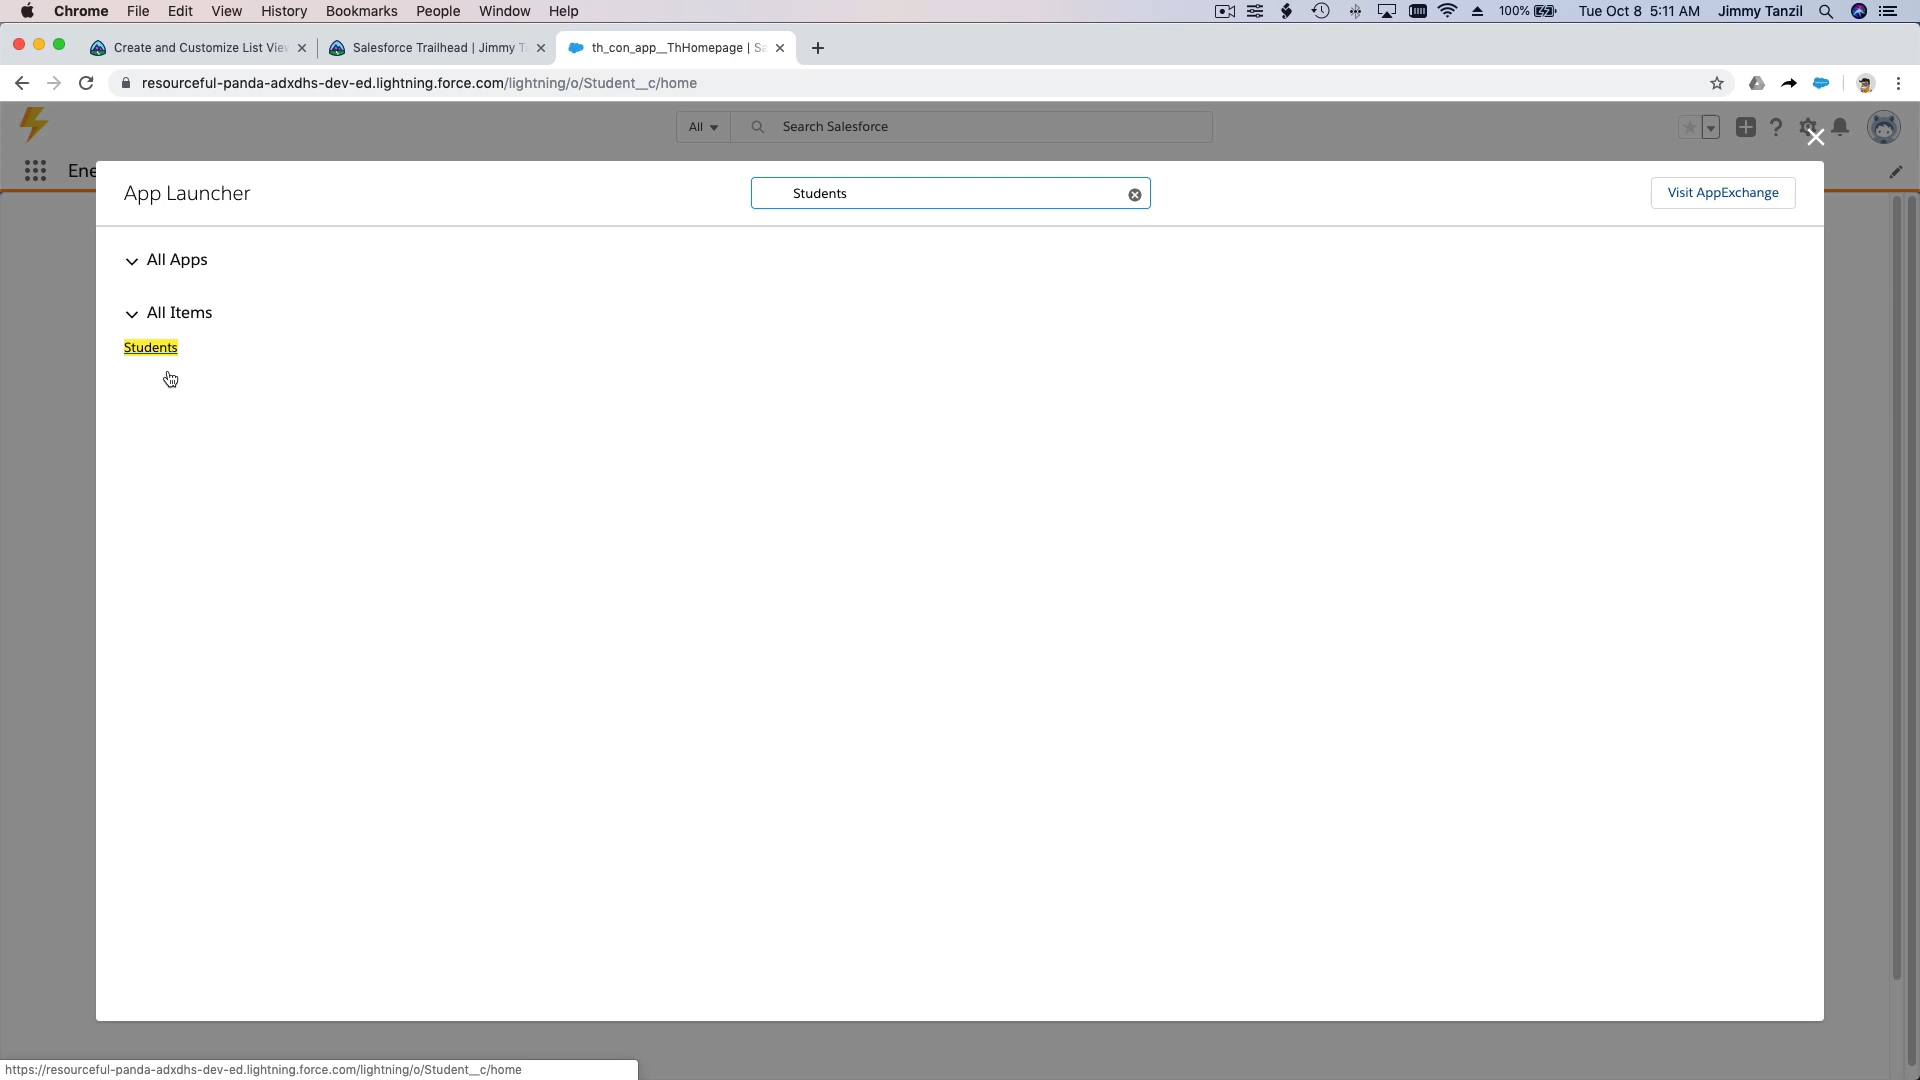 Chrome File Edit View History Bookmarks People Window Help 100% Tue Oct 8 5:11 AM Jimmy Tanzil
Create and Customize List Vie
Salesforce Trailhead | Jimmy T
th_con_app__ThHomepage | Sa
resourceful-panda-adxdhs-dev-ed.lightning.force.com/lightning/o/Student__c/home
All Search Salesforce
Ene
App Launcher
Students
Visit AppExchange
All Apps
All Items
Students
https://resourceful-panda-adxdhs-dev-ed.lightning.force.com/lightning/o/Student__c/home